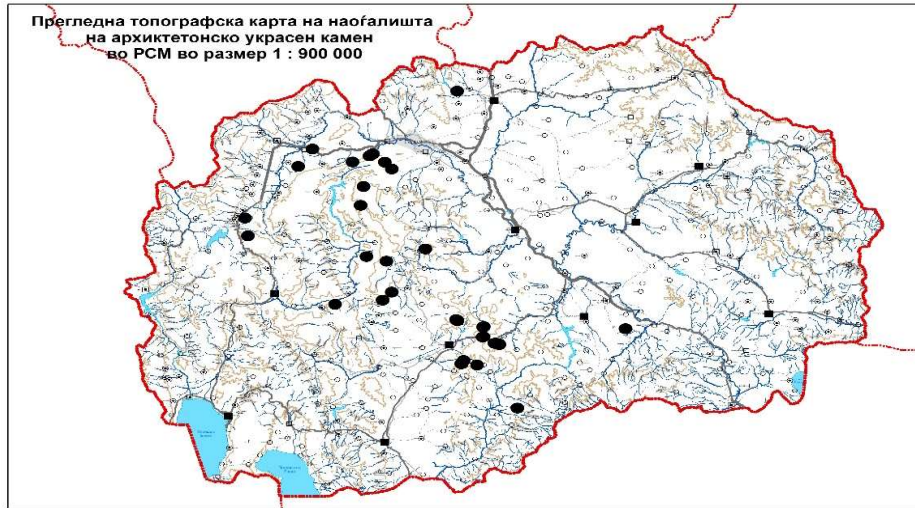 Прегледна топографска карта на наоѓалишта
на архиктетонско украсен камен
во РСМ во размер 1 : 900 000